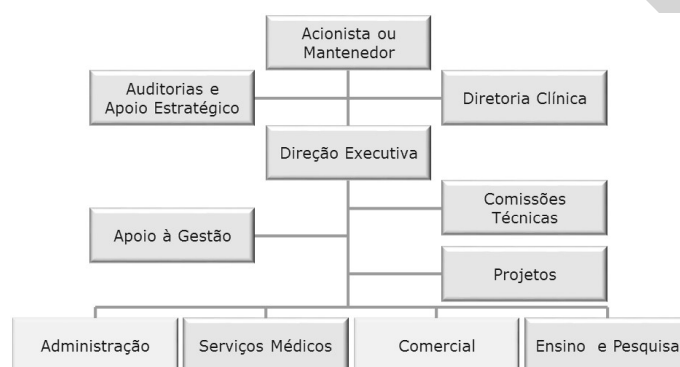 Acionista ou
Mantenedor
Auditorias e
Apoio Estratégico
Diretoria Clínica
Direção Executiva
Comissões
Técnicas
Apoio à Gestão
Projetos
Administração
Serviços Médicos
Comercial
Ensino e Pesquisa